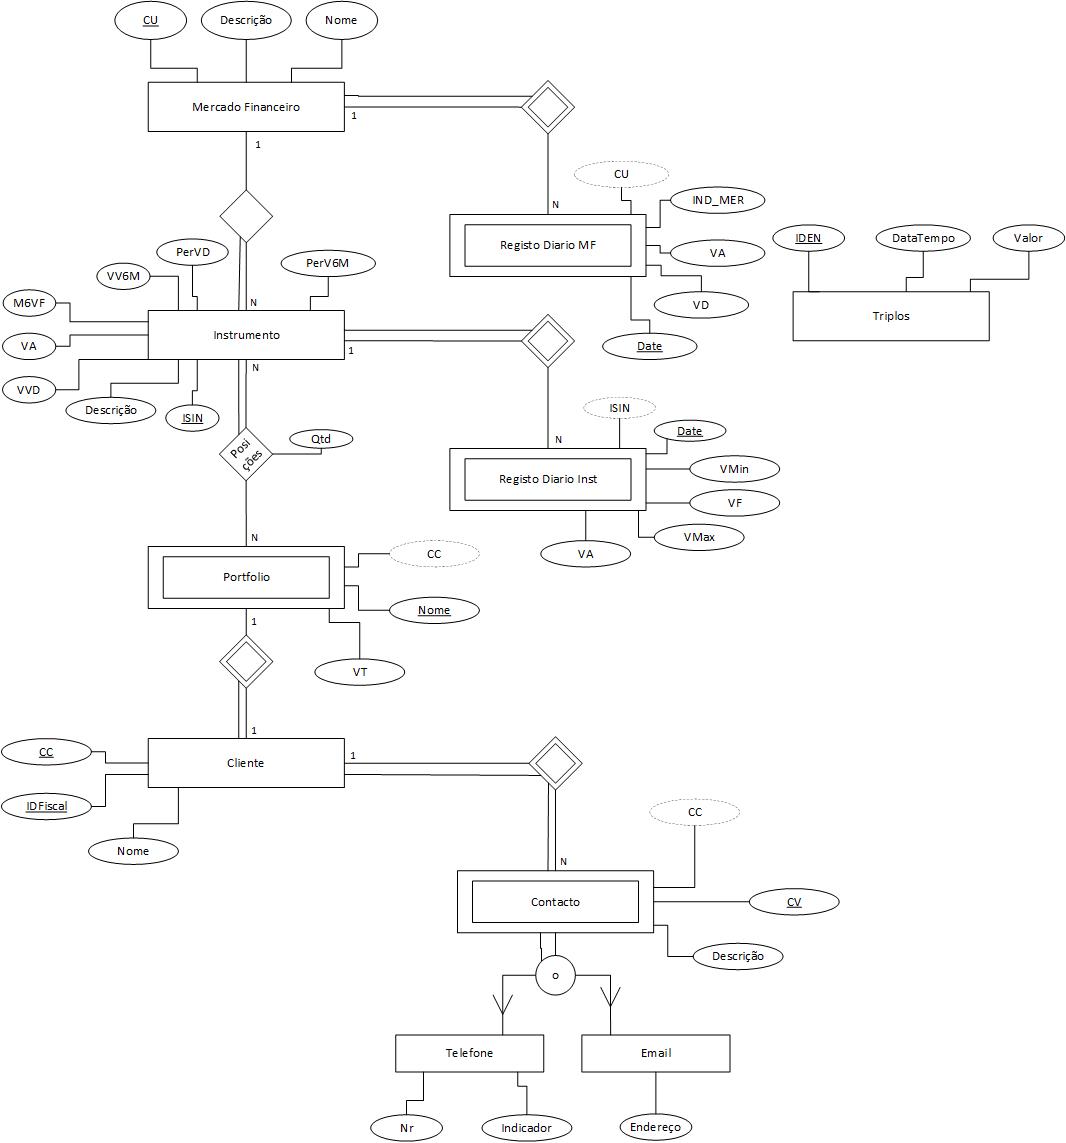 CU
Descrição
Nome
Mercado Financeiro
1
1
CU
IND_MER
N
Registo Diario MF
VA
VD
Date
IDEN
DataTempo
Valor
Triplos
PerVD
PerV6M
VV6M
M6VF
N
Instrumento
VA
1
N
VVD
Descrição
ISIN
ISIN
Date
N
Qtd
Posi
ções
Registo Diario Inst
VMin
VF
VMax
VA
N
CC
Portfolio
Nome
1
VT
1
CC
Cliente
1
IDFiscal
Nome
CC
N
Contacto
CV
Descrição
o
Telefone
Email
Nr
Indicador
Endereço